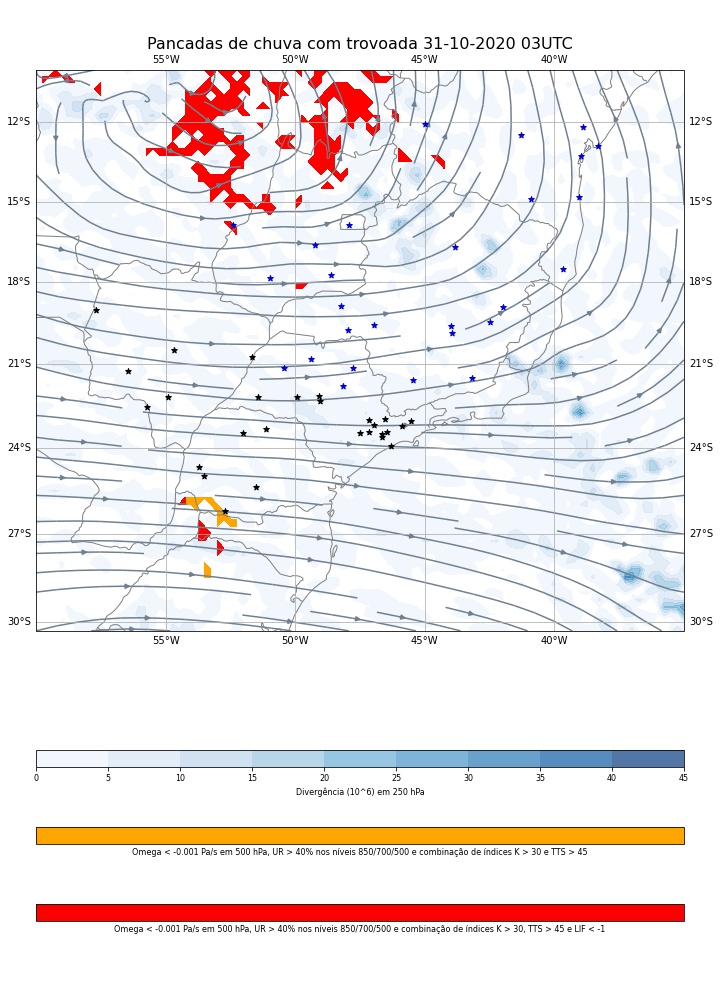 Pancadas de chuva com trovoada 31-10-2020 03UTC
55°W 50°W 45°W 40°W
12°S 12°S
15°S 15°S
18°S 18°S
21°S 21°S
24°S 24°S
27°S 27°S
30°S 30°S
55°W 50°W 45°W 40°W
0 5 10 15 20 25 30 35 40 45
Divergência (10^6) em 250 hPa
Omega < -0.001 Pa/s em 500 hPa, UR > 40% nos níveis 850/700/500 e combinação de índices K > 30 e TTS > 45
Omega < -0.001 Pa/s em 500 hPa, UR > 40% nos níveis 850/700/500 e combinação de índices K > 30, TTS > 45 e LIF < -1